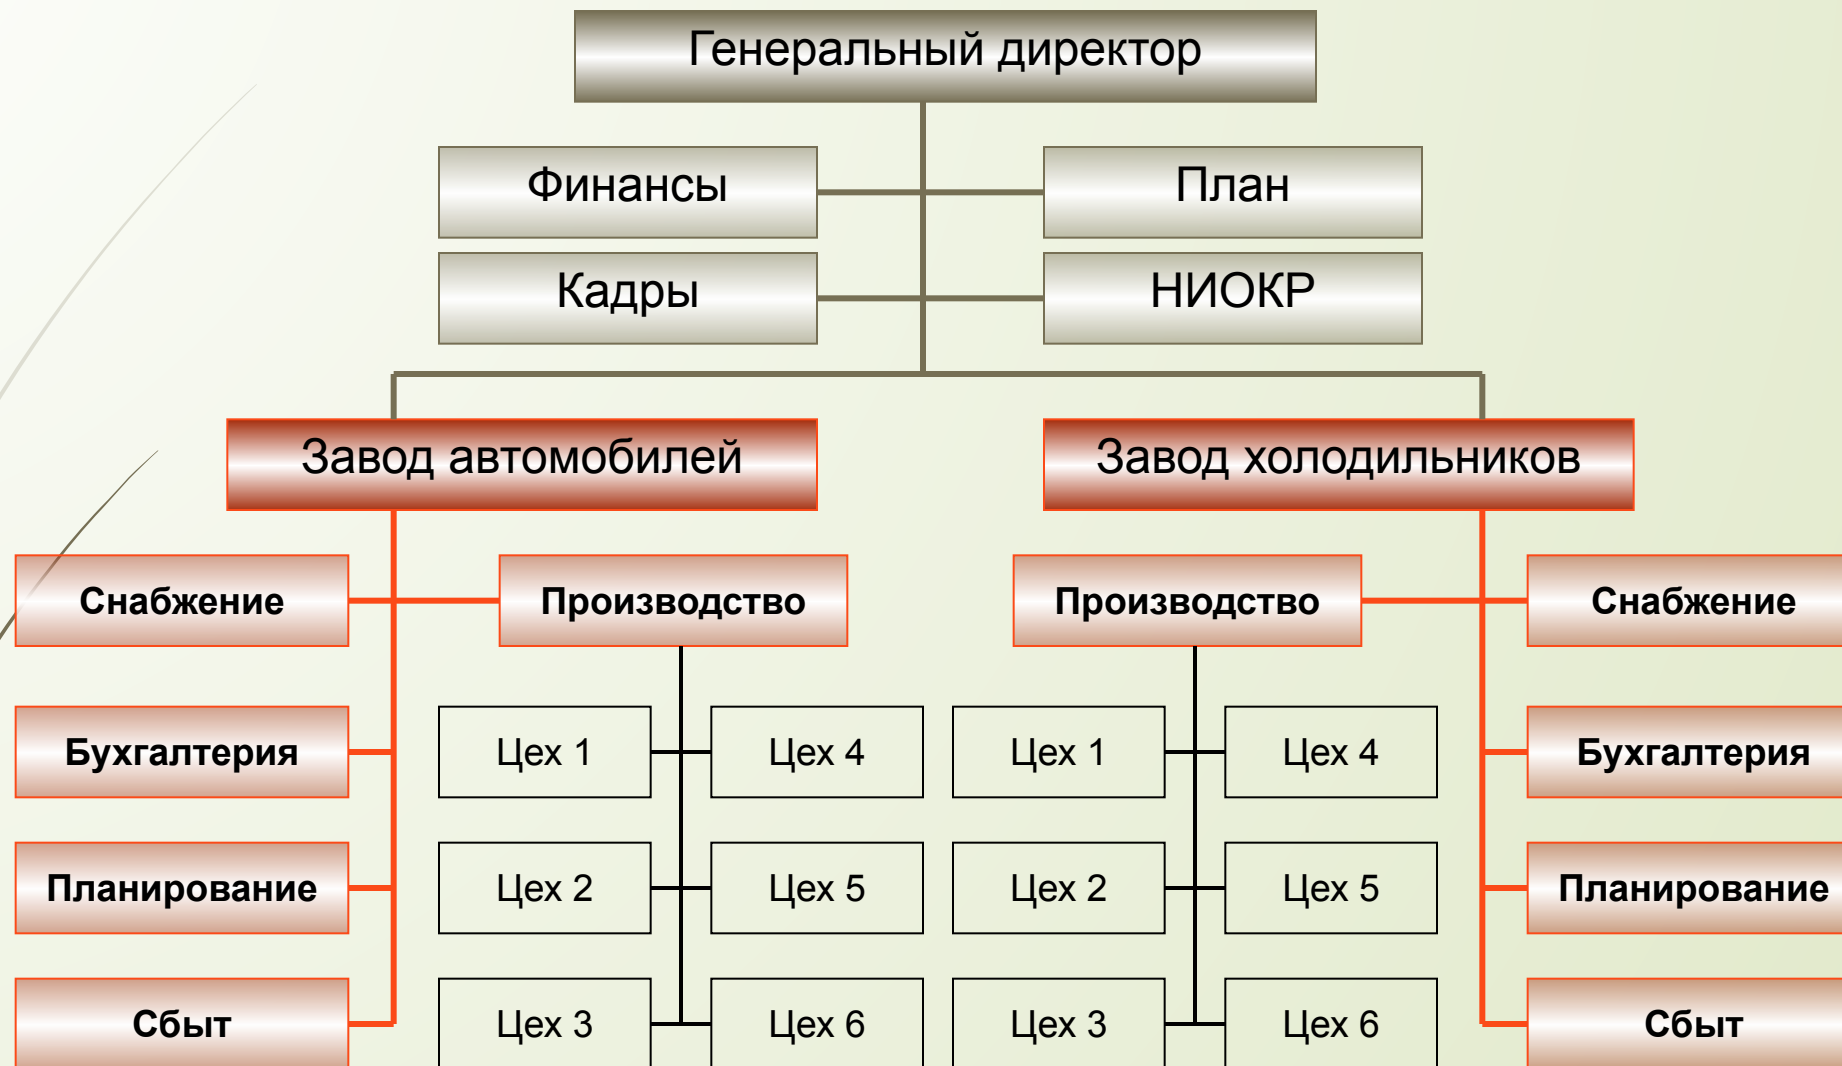 Генеральный директор
Финансы
План
Кадры
НИОКР
Завод автомобилей
Завод холодильников
Снабжение
Производство
Производство
Снабжение
Бухгалтерия
Цех 1
Цех 4
Цех 1
Цех 4
Бухгалтерия
Планирование
Цех 2
Цех 5
Цех 2
Цех 5
Планирование
Сбыт
Цех 3
Цех 6
Цех 3
Цех 6
Сбыт